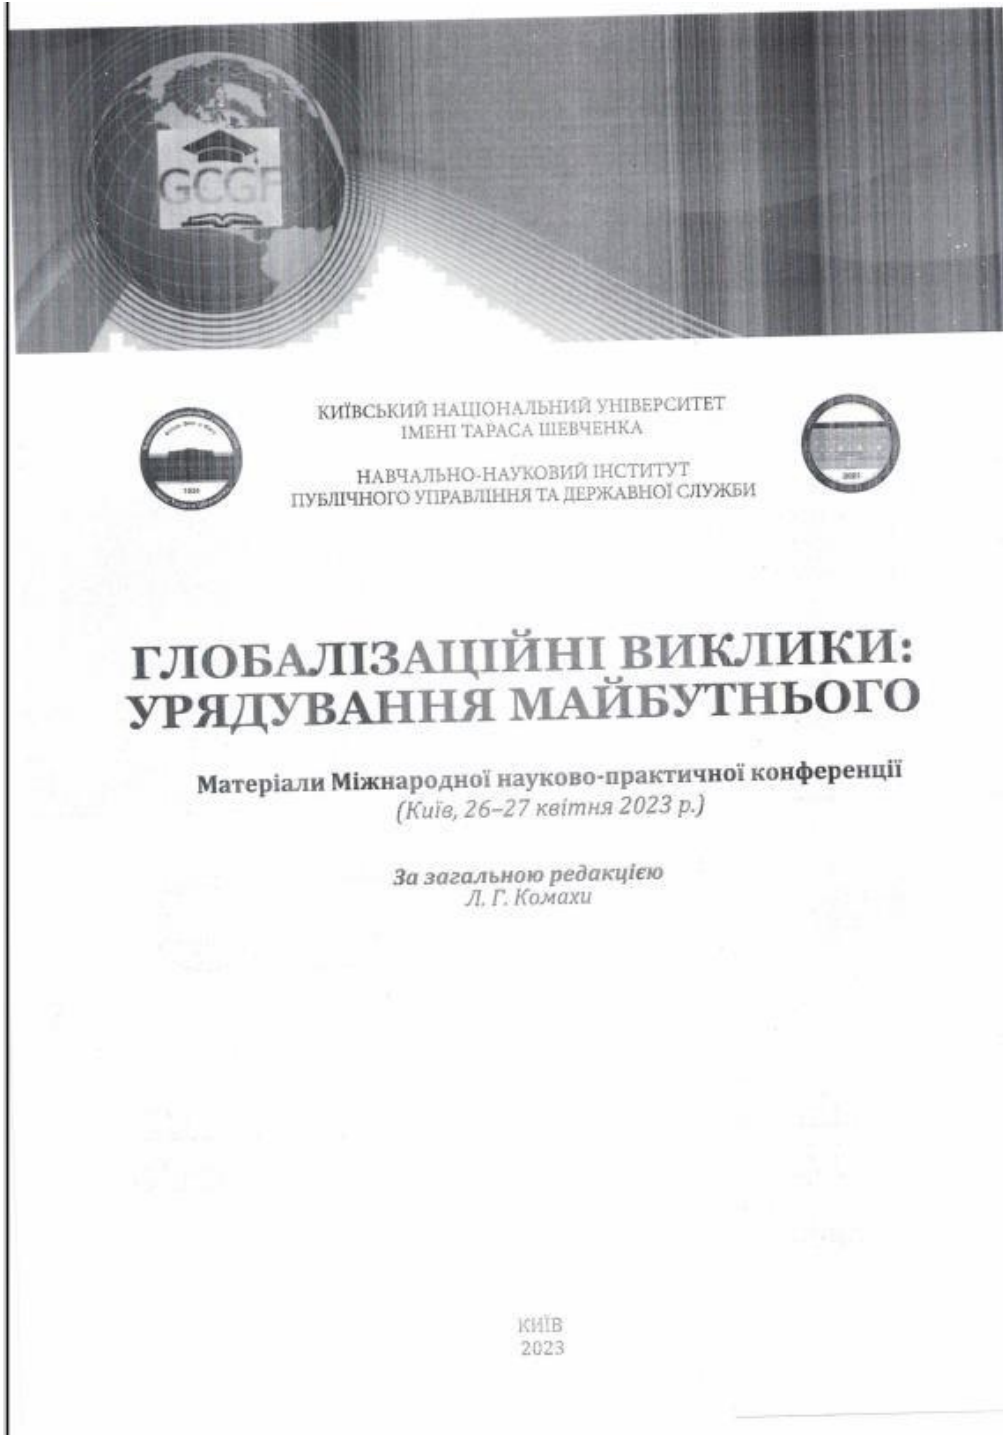 GCGF
КИЇВСЬКИЙ НАЦІОНАЛЬНИЙ УНІВЕРСИТЕТ
ІМЕНІ ТАРАСА ШЕВЧЕНКА
НАВЧАЛЬНО-НАУКОВИЙ ІНСТИТУТ
ПУБЛІЧНОГО УПРАВЛІННЯ ТА ДЕРЖАВНОЇ СЛУЖБИ
2021
ГЛОБАЛІЗАЦІЙНІ ВИКЛИКИ:
УРЯДУВАННЯ МАЙБУТНЬОГО
Матеріали Міжнародної науково-практичної конференції
(Київ, 26–27 квітня 2023 р.)
За загальною редакцією
Л. Г. Комахи
КИЇВ
2023